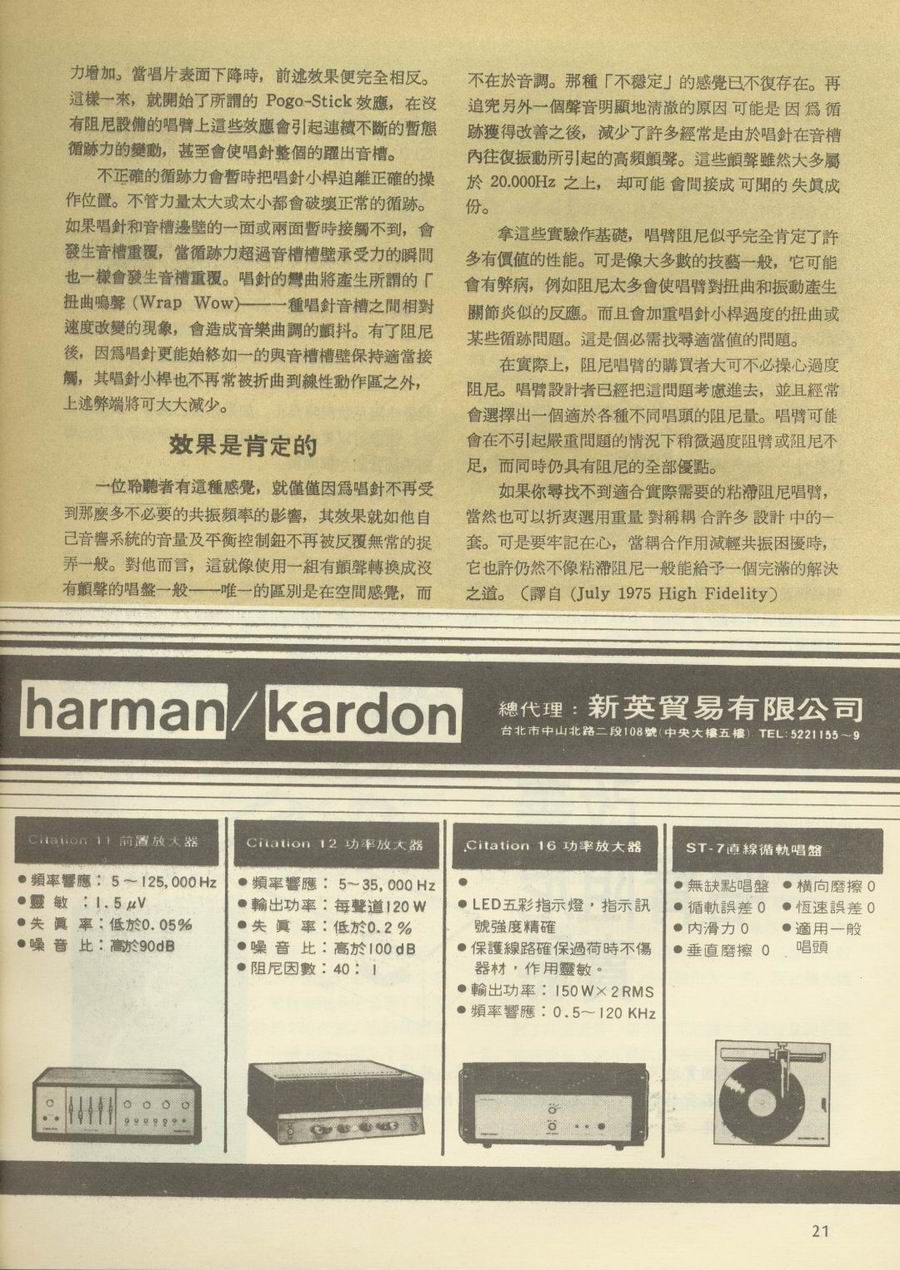 力增加。當唱片表面下降時，前述效果便完全相反。
這樣一來，就開始了所謂的 Pogo-Stick 效應，在沒
有阻尼設備的唱臂上這些效應會引起連續不斷的暫態
循跡力的變動，甚至會使唱針整個的躍出音槽。
不正確的循跡力會暫時把唱針小桿迫離正確的操
作位置。不管力量太大或太小都會破壞正常的循跡。
如果唱針和音槽邊壁的一面或兩面暫時接觸不到，會
發生音槽重覆，當循跡力超過音槽槽壁承受力的瞬間
也一樣會發生音槽重覆。唱針的彎曲將產生所謂的「
扭曲鳴聲（Wrap Wow）——一種唱針音槽之間相對
速度改變的現象，會造成音樂曲調的顫抖。有了阻尼
後，因爲唱針更能始終如一的與音槽槽壁保持適當接
觸，其唱針小桿也不再常被折曲到線性動作區之外，
上述弊端將可大大減少。
效果是肯定的
一位聆聽者有這種感覺，就僅僅因爲唱針不再受
到那麽多不必要的共振頻率的影響，其效果就如他自
己音響系統的音量及平衡控制鈕不再被反覆無常的捉
弄一般。對他而言，這就像使用一組有顫聲轉換成沒
有顫聲的唱盤一般——唯一的區別是在空間感覺，而
不在於音調。那種「不穩定」的感覺已不復存在。再
追究另外一個聲音明顯地清澈的原因可能是因爲循
跡獲得改善之後，減少了許多經常是由於唱針在音槽
內往復振動所引起的高頻顫聲。這些顫聲雖然大多屬
於 20.000Hz 之上，却可能會間接成可聞的失眞成
份。
拿這些實驗作基礎，唱臂阻尼似乎完全肯定了許
多有價値的性能。可是像大多數的技藝一般，它可能
會有弊病，例如阻尼太多會使唱臂對扭曲和振動產生
關節炎似的反應。而且會加重唱針小桿過度的扭曲或
某些循跡問題。這是個必需找尋適當値的問題。
在實際上，阻尼唱臂的購買者大可不必操心過度
阻尼。唱臂設計者已經把這問題考慮進去，並且經常
會選擇出一個適於各種不同唱頭的阻尼量。唱臂可能
會在不引起嚴重問題的情況下稍微過度阻臂或阻尼不
足，而同時仍具有阻尼的全部優點。
如果你尋找不到適合實際需要的粘滯阻尼唱臂，
當然也可以折衷選用重量對稱耦合許多設計中的一
套。可是要牢記在心，當耦合作用減輕共振困擾時，
它也許仍然不像粘滯阻尼一般能給予一個完滿的解決
之道。（譯自（July 1975 High Fidelity）
harman/kardon
總代理：新英貿易有限公司
台北市中山北路二段108號(中央大樓五樓) TEL:5221155～9
Citation 11 前置放大器
●頻率響應：5～125,000Hz
●靈敏：1.5μV
●失眞率：低於0.05%
●噪音比：高於90dB
Citation 12 功率放大器
●頻率響應：5～35,000Hz
●輸出功率：每聲道120W
●失眞率：低於0.2%
●噪音比：高於100dB
●阻尼因數：40：1
Citation 16 功率放大器
●
●LED五彩指示燈，指示訊
號強度精確
●保護線路確保過荷時不傷
器材，作用靈敏。
●輸出功率：150W×2RMS
●頻率響應：0.5～120KHz
ST-7直線循軌唱盤
●無缺點唱盤
●循軌誤差0
●內滑力0
●垂直磨擦0
●橫向磨擦0
●恆速誤差0
●適用一般
唱頭
21